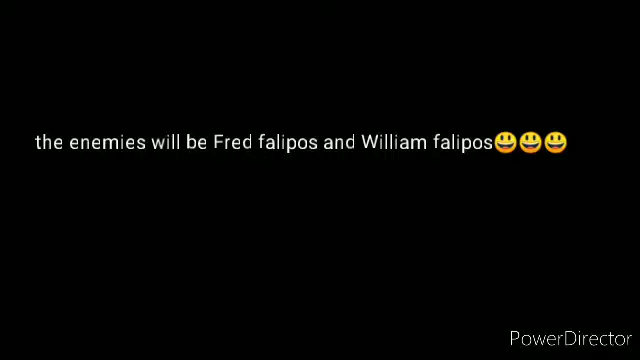 the enemies will be Fred falipos and William falipos😃😃😃
PowerDirector